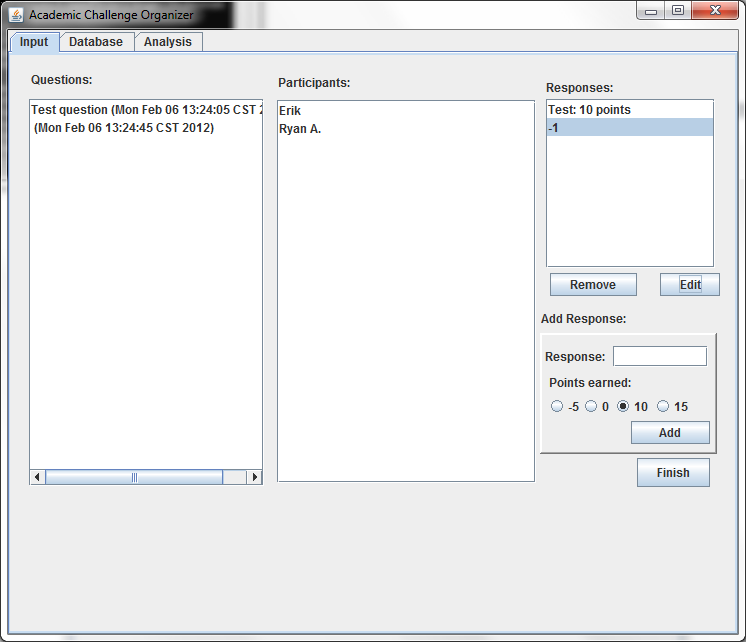 Academic Challenge Organizer
Input Database Analysis
Questions:
Test question (Mon Feb 06 13:24:05 CST 2
(Mon Feb 06 13:24:45 CST 2012)
Participants:
Erik
Ryan A.
Responses:
Test: 10 points
-1
Remove Edit
Add Response:
Response:
Points earned:
-5 0 10 15
Add
Finish